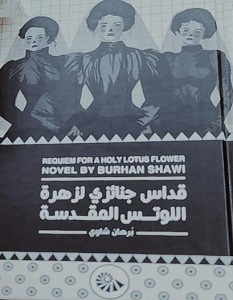 REQUIEM FOR A HOLY LOTUS FLOWER
NOVEL BY BURHAN SHAWI
قداس جنائزي لزهرة
اللوتس المقدسة
برهان شاوي